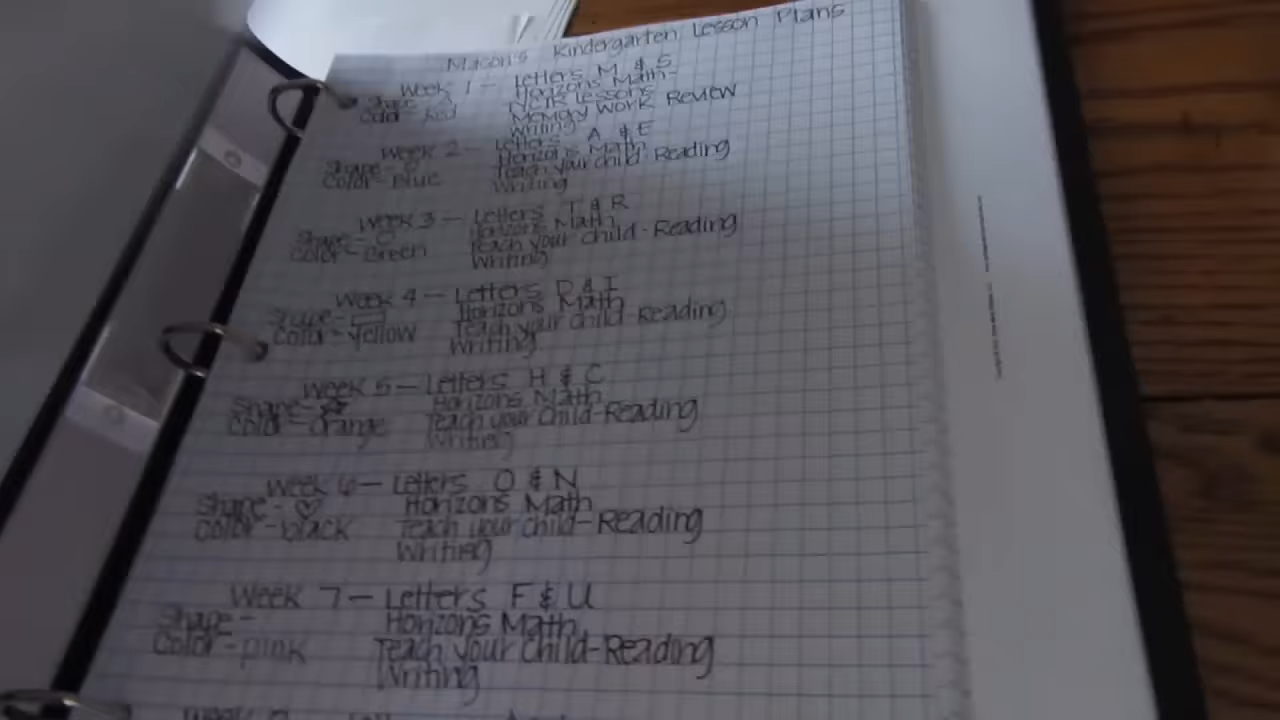 Mason's Kindergarten Lesson Plans
Week 1 - Letters M & S
Shape - Horizons Math-
Color - Red Lessons
Memory Work Review
Writing
Week 2 - Letters A & E
Shape - Horizons Math
Color - Blue Teach your child - Reading
Writing
Week 3 - Letters T & R
Shape - Horizons Math
Color - Green Teach your child - Reading
Writing
Week 4 - Letters D & I
Shape - Horizons Math
Color - Yellow Teach your child - Reading
Writing
Week 5 - Letters H & C
Shape - Horizons Math
Color - Orange Teach your Child - Reading
Writing
Week 6 - Letters O & N
Shape - ♡ Horizons Math
Color - black Teach your child - Reading
Writing
Week 7 - Letters F & U
Shape - Horizons Math
Color - pink Teach your Child - Reading
Writing